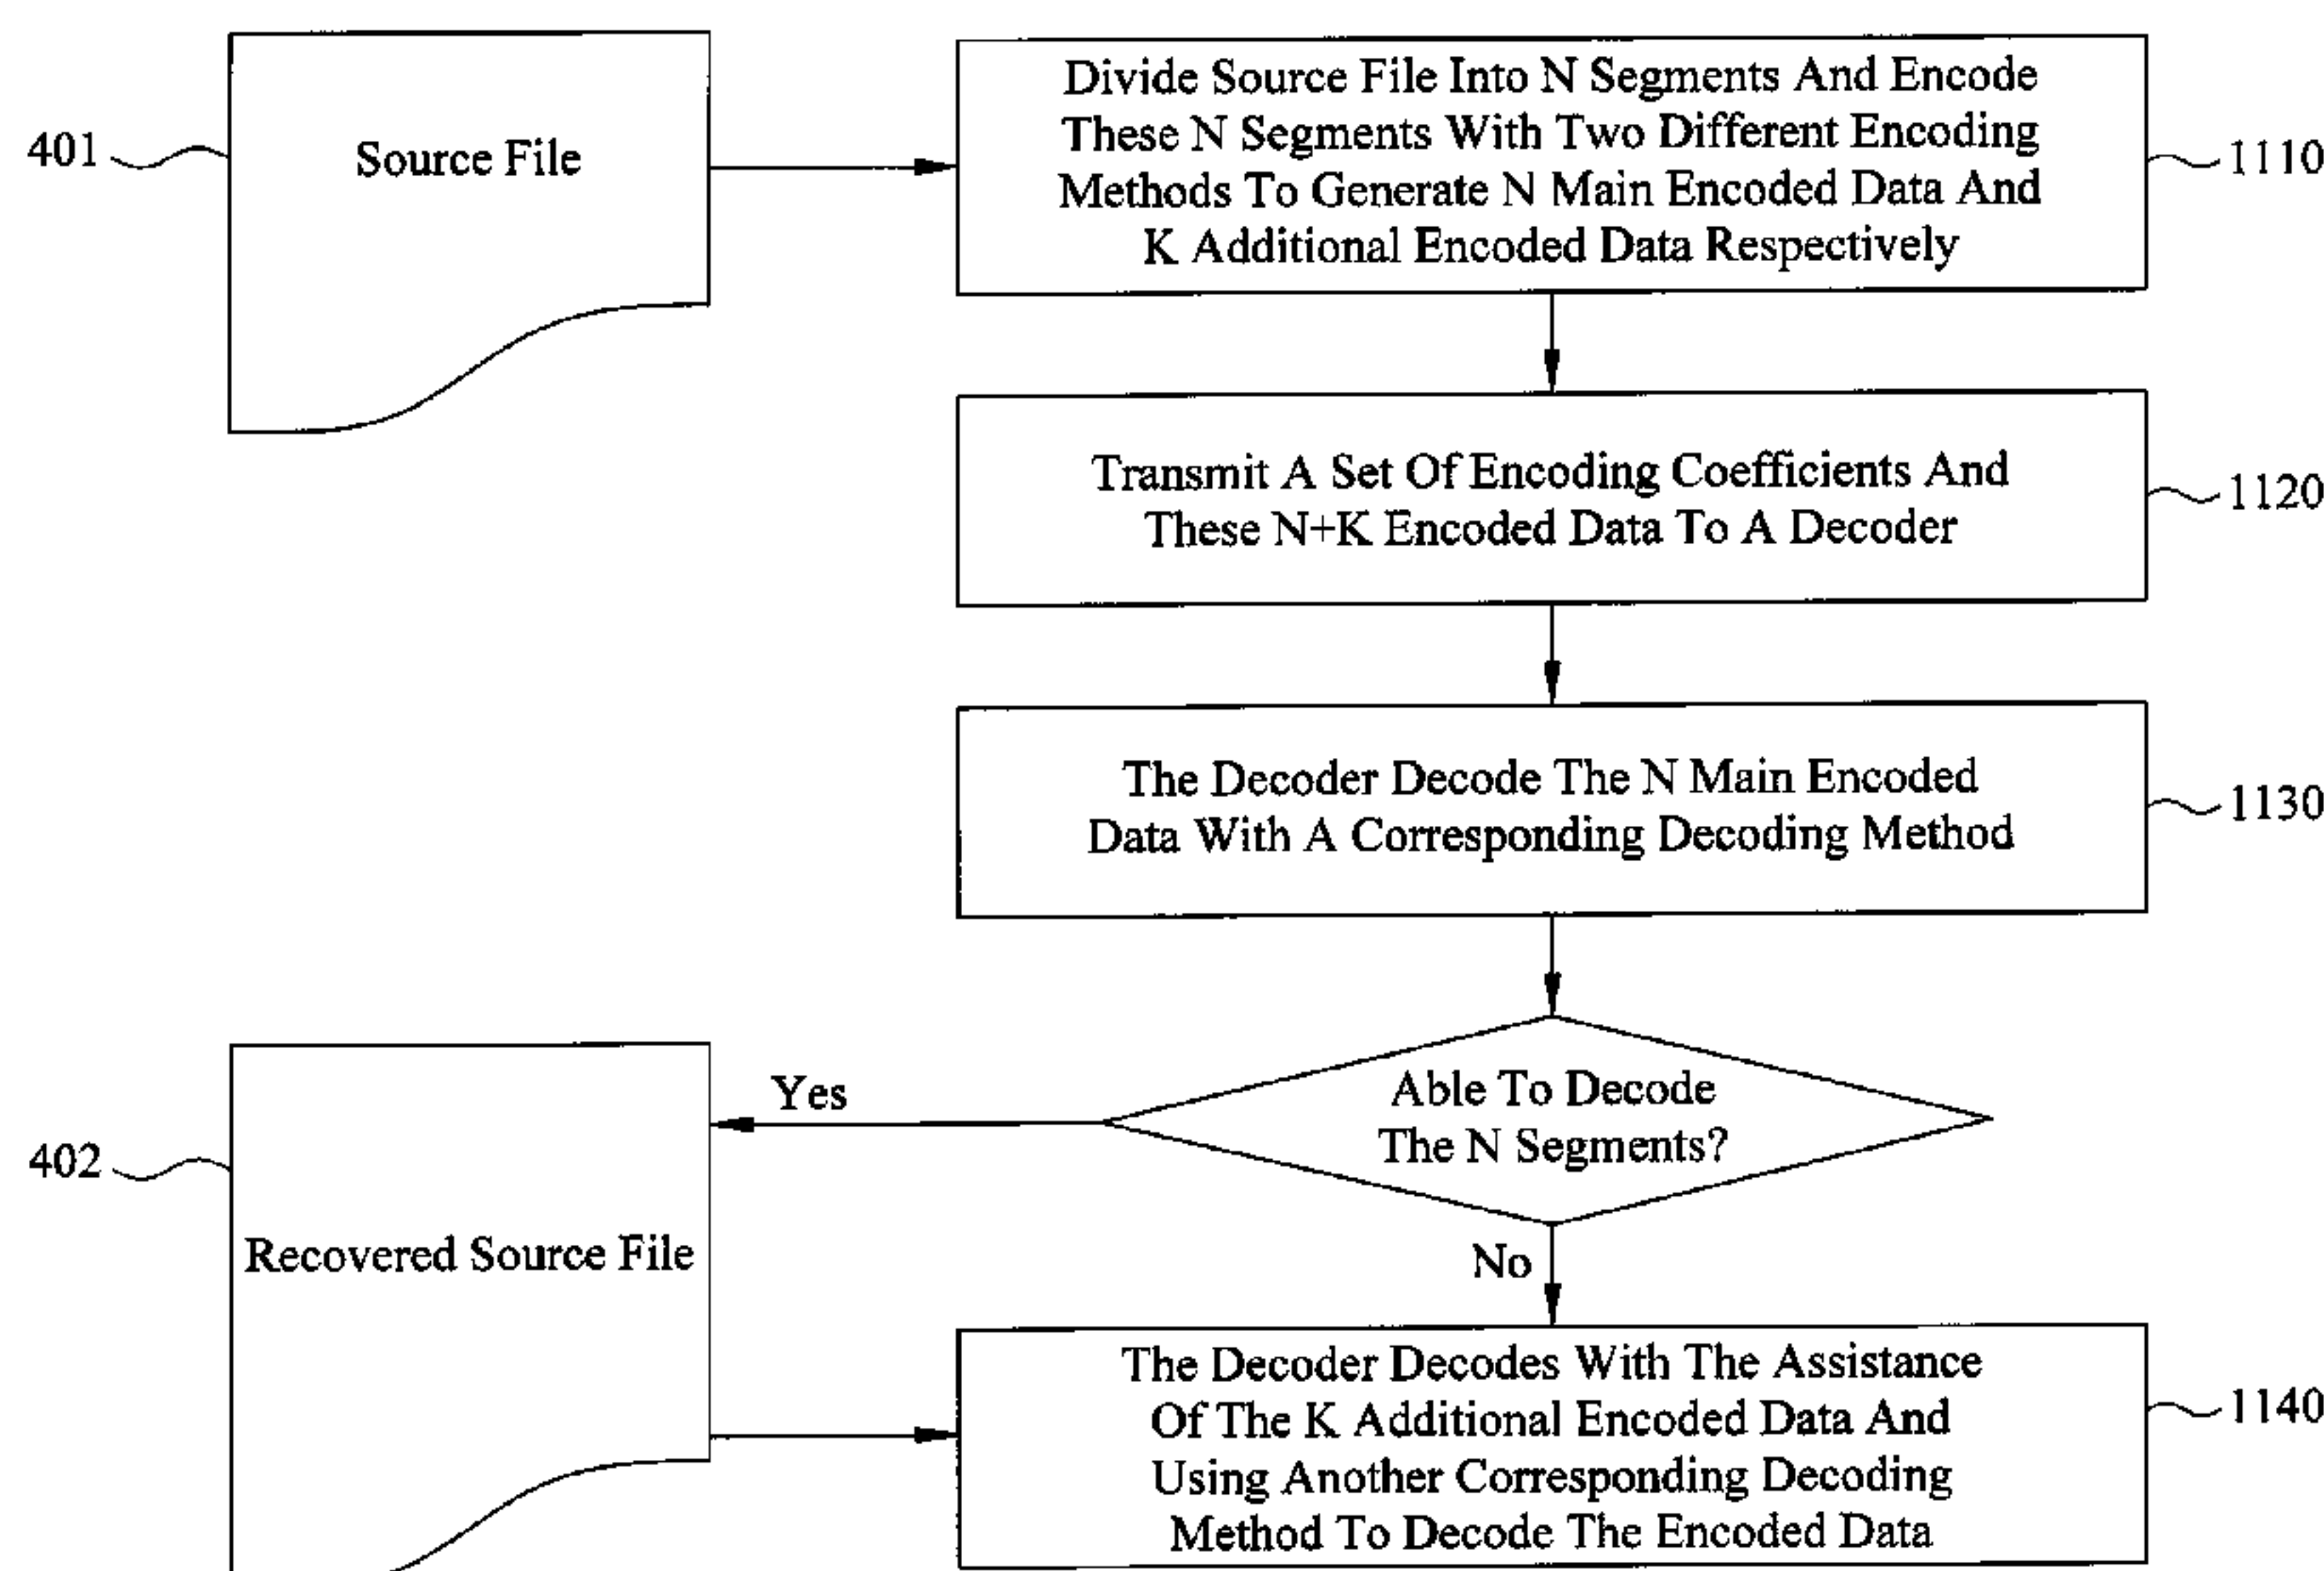 401
Source File
Divide Source File Into N Segments And Encode
These N Segments With Two Different Encoding
Methods To Generate N Main Encoded Data And
K Additional Encoded Data Respectively
1110
Transmit A Set Of Encoding Coefficients And
These N+K Encoded Data To A Decoder
1120
The Decoder Decode The N Main Encoded
Data With A Corresponding Decoding Method
1130
Able To Decode
The N Segments?
Yes
No
402
Recovered Source File
The Decoder Decodes With The Assistance
Of The K Additional Encoded Data And
Using Another Corresponding Decoding
Method To Decode The Encoded Data
1140